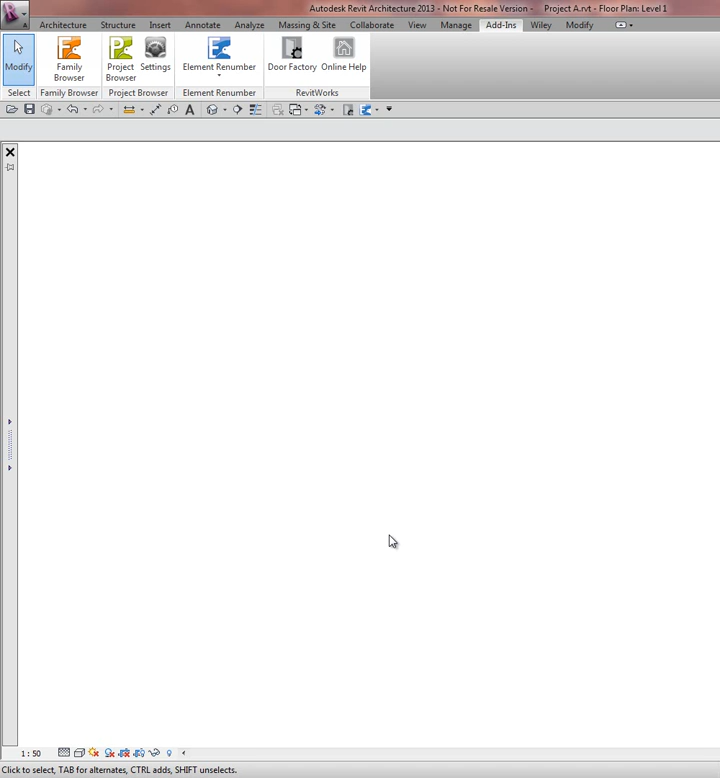 Autodesk Revit Architecture 2013 - Not For Resale Version -    Project A.rvt - Floor Plan: Level 1
Architecture Structure Insert Annotate Analyze Massing & Site Collaborate View Manage Add-Ins Wiley Modify
Modify
Family
Browser
Project
Browser
Settings
Element Renumber
Door Factory
Online Help
Select
Family Browser
Project Browser
Element Renumber
RevitWorks
A
1 : 50
Click to select, TAB for alternates, CTRL adds, SHIFT unselects.